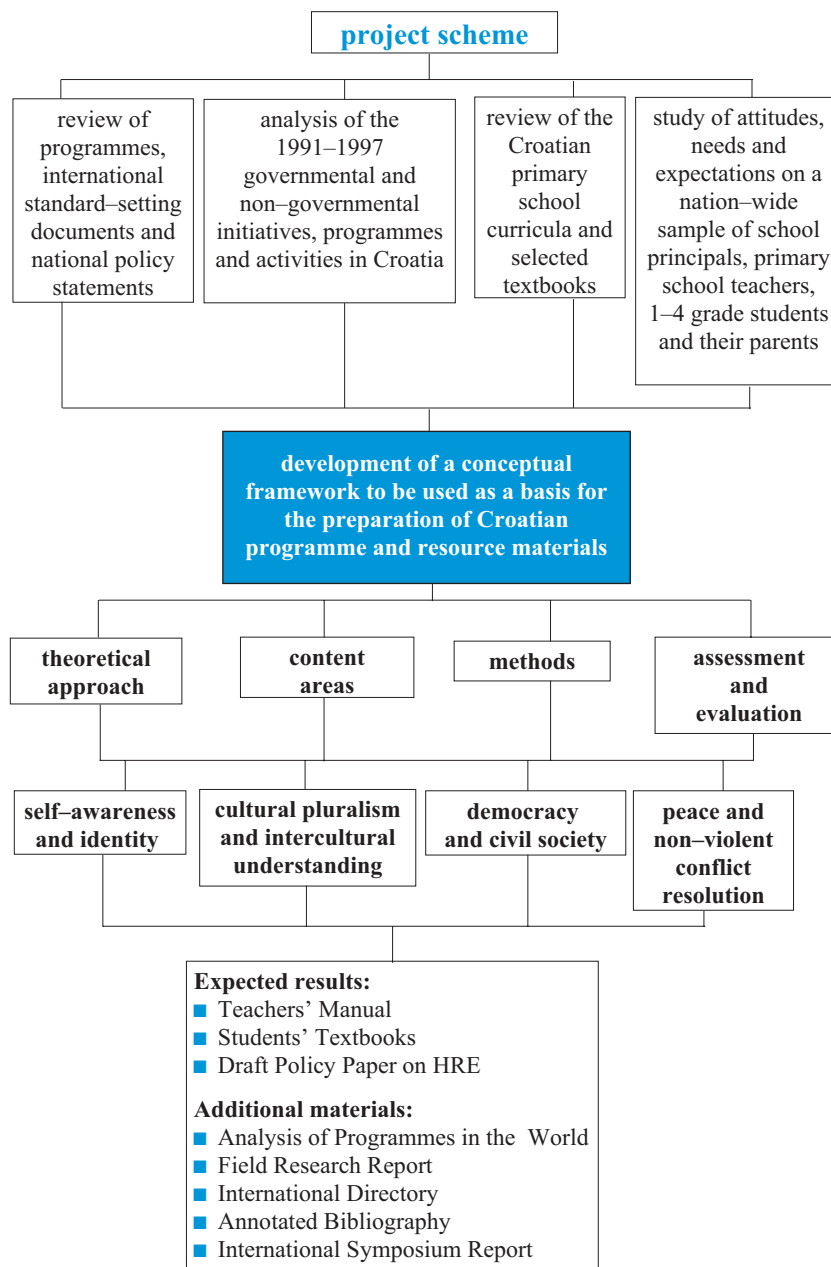 project scheme
review of
programmes,
international
standard–setting
documents and
national policy
statements
analysis of the
1991–1997
governmental and
non–governmental
initiatives, programmes
and activities in Croatia
review of the
Croatian
primary
school
curricula and
selected
textbooks
study of attitudes,
needs and
expectations on a
nation–wide
sample of school
principals, primary
school teachers,
1–4 grade students
and their parents
development of a conceptual
framework to be used as a basis for
the preparation of Croatian
programme and resource materials
theoretical
approach
content
areas
methods
assessment
and
evaluation
self–awareness
and identity
cultural pluralism
and intercultural
understanding
democracy
and civil society
peace and
non–violent
conflict
resolution
Expected results:
■ Teachers’ Manual
■ Students’ Textbooks
■ Draft Policy Paper on HRE
Additional materials:
■ Analysis of Programmes in the World
■ Field Research Report
■ International Directory
■ Annotated Bibliography
■ International Symposium Report